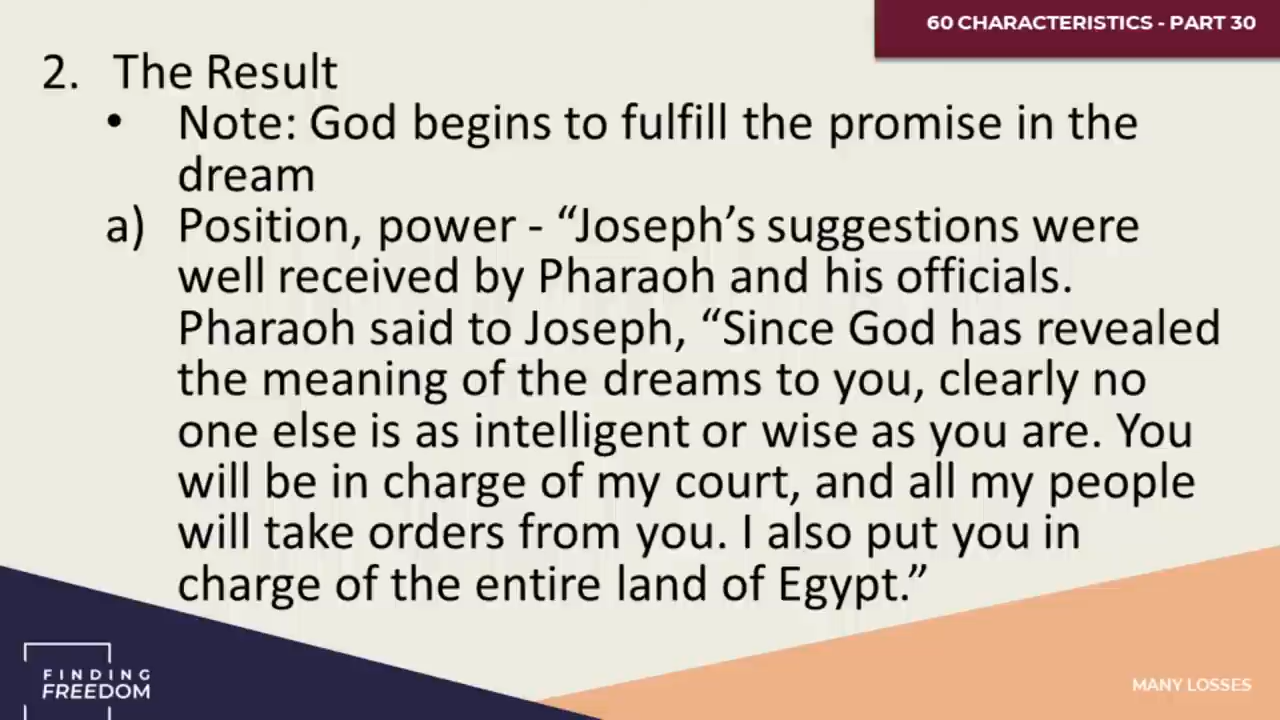 60 CHARACTERISTICS - PART 30
2. The Result
• Note: God begins to fulfill the promise in the
dream
a) Position, power - “Joseph’s suggestions were
well received by Pharaoh and his officials.
Pharaoh said to Joseph, “Since God has revealed
the meaning of the dreams to you, clearly no
one else is as intelligent or wise as you are. You
will be in charge of my court, and all my people
will take orders from you. I also put you in
charge of the entire land of Egypt.”
FINDING
FREEDOM
MANY LOSSES